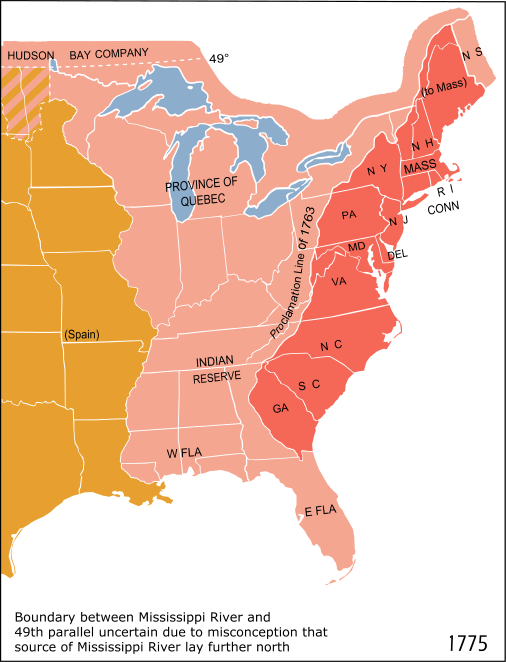 HUDSON BAY COMPANY
49°
N S
(to Mass)
N H
N Y
MASS
R I
CONN
PROVINCE OF
QUEBEC
PA
N J
MD
DEL
VA
Proclamation Line of 1763
(Spain)
N C
INDIAN
RESERVE
S C
GA
W FLA
E FLA
Boundary between Mississippi River and
49th parallel uncertain due to misconception that
source of Mississippi River lay further north
1775